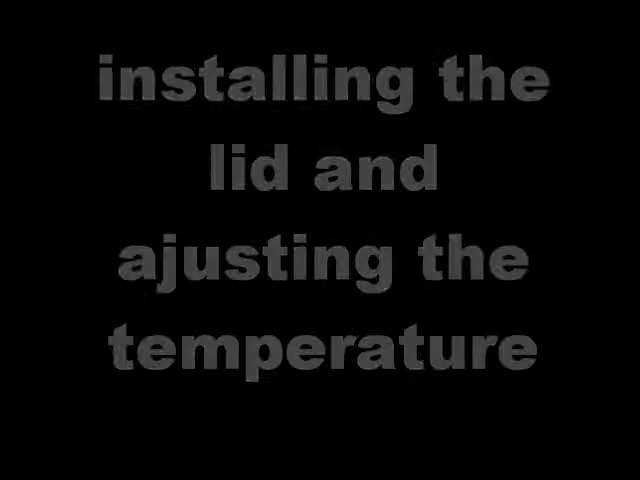 installing the
lid and
ajusting the
temperature